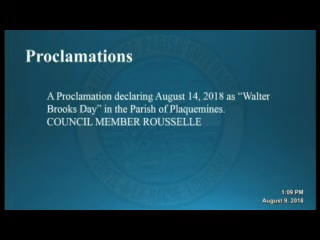 Proclamations
A Proclamation declaring August 14, 2018 as “Walter
Brooks Day” in the Parish of Plaquemines.
COUNCIL MEMBER ROUSSELLE
1:09 PM
August 9, 2018